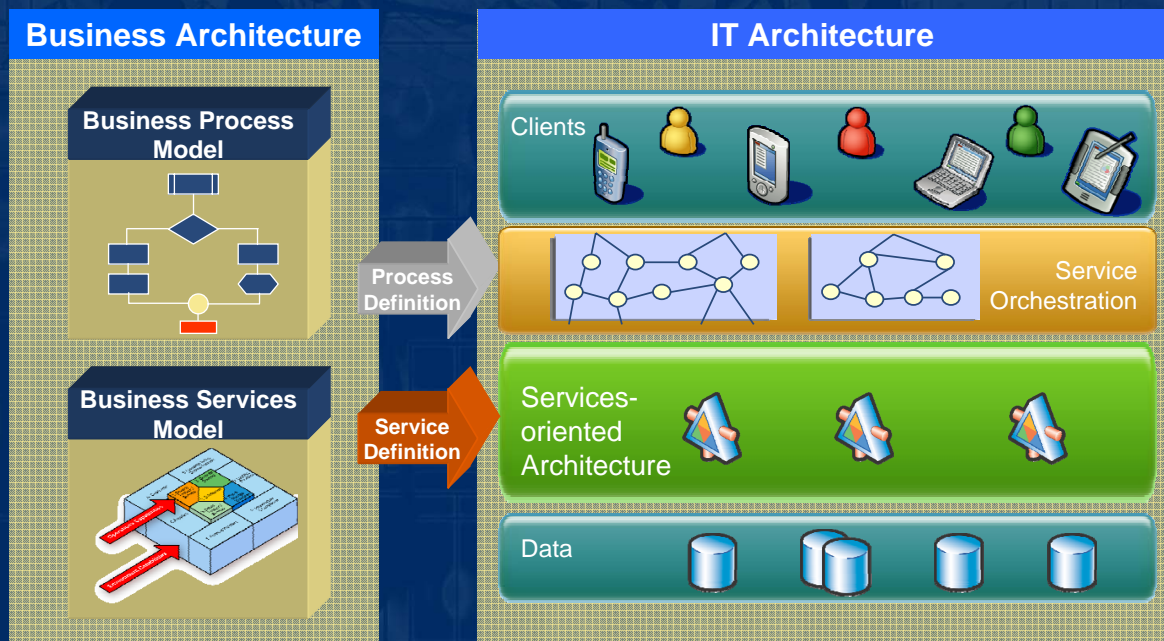 Business Architecture
IT Architecture
Business Process
Model
Business Services
Model
Process
Definition
Service
Definition
Clients
Service
Orchestration
Services-
oriented
Architecture
Data